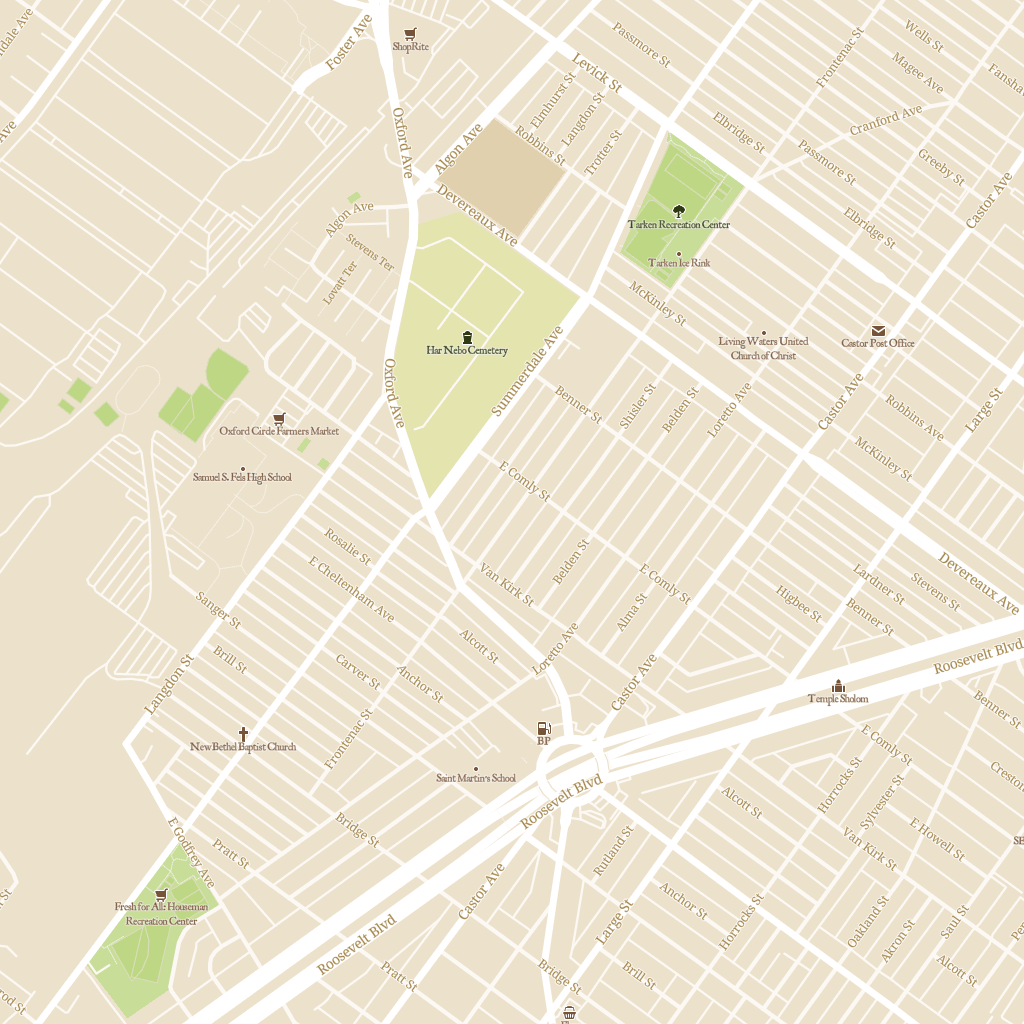 Foster Ave
ShopRite
Passmore St
Wells St
Frontenac St
Levick St
Magee Ave
Elmhurst St
Langdon St
Oxford Ave
Algon Ave
Robbins St
Trotter St
Elbridge St
Cranford Ave
Passmore St
Greeby St
Castor Ave
Devereaux Ave
Algon Ave
Stevens Ter
Lovatt Ter
Tarken Recreation Center
Tarken Ice Rink
Elbridge St
McKinley St
Har Nebo Cemetery
Summerdale Ave
Living Waters United
Church of Christ
Castor Post Office
Oxford Ave
Benner St
Shisler St
Belden St
Loretto Ave
Castor Ave
Robbins Ave
Large St
McKinley St
Oxford Circle Farmers Market
Samuel S. Fels High School
E Comly St
Rosalie St
E Cheltenham Ave
Van Kirk St
Belden St
E Comly St
Alma St
Higbee St
Lardner St
Stevens St
Benner St
Devereaux Ave
Sanger St
Brill St
Langdon St
Alcott St
Loretto Ave
Castor Ave
Carver St
Anchor St
Frontenac St
Roosevelt Blvd
Temple Sholom
Benner St
New Bethel Baptist Church
BP
Saint Martin's School
Roosevelt Blvd
E Comly St
Horrocks St
Sylvester St
Alcott St
Van Kirk St
E Howell St
E Godfrey Ave
Pratt St
Bridge St
Rutland St
Castor Ave
Fresh for All: Houseman
Recreation Center
Anchor St
Large St
Horrocks St
Oakland St
Akron St
Saul St
Alcott St
Roosevelt Blvd
Pratt St
Bridge St
Brill St